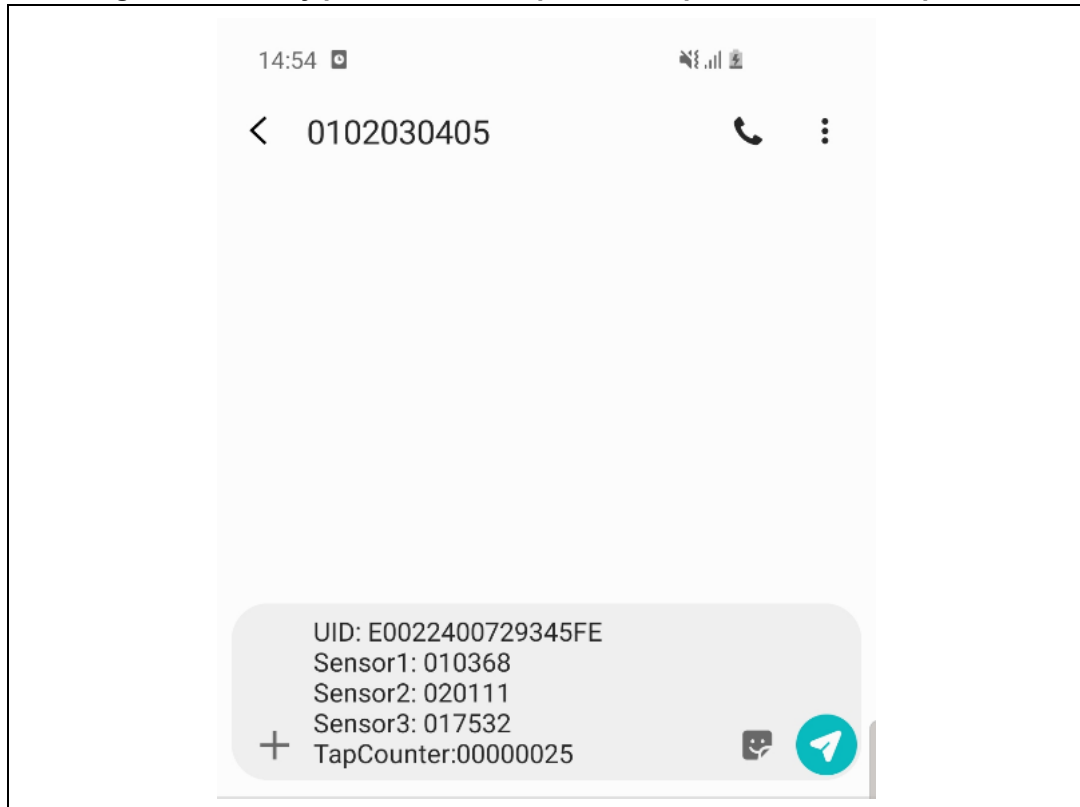 14:54
0102030405
UID: E0022400729345FE
Sensor1: 010368
Sensor2: 020111
Sensor3: 017532
TapCounter:00000025